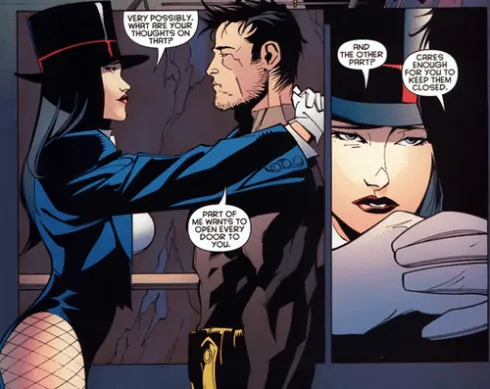 VERY POSSIBLY.
WHAT ARE YOUR
THOUGHTS ON
THAT?
PART OF
ME WANTS TO
OPEN EVERY
DOOR TO
YOU.
AND
THE OTHER
PART?
CARES
ENOUGH
FOR YOU TO
KEEP THEM
CLOSED.